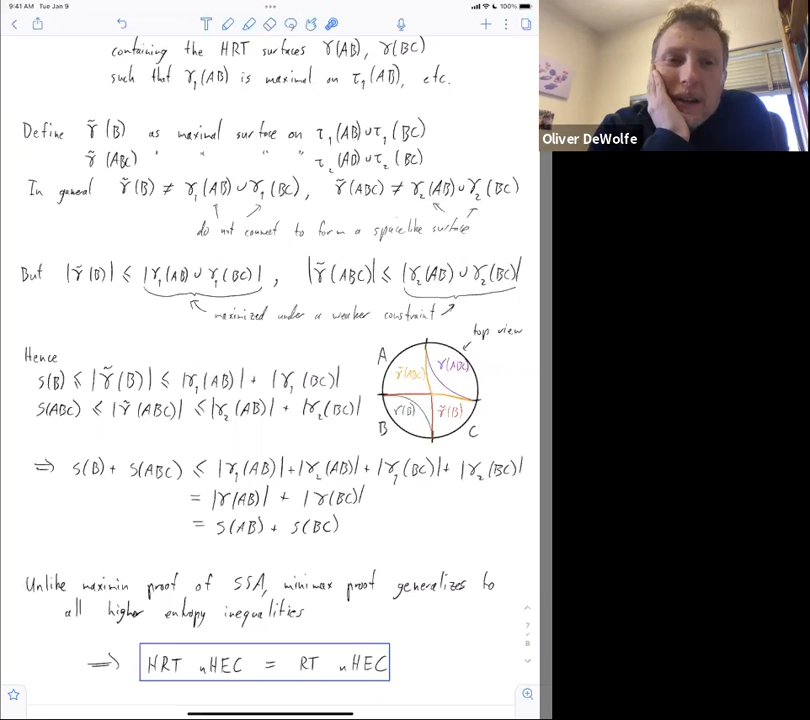 9:41 AM Tue Jan 9
100%
containing the HRT surfaces γ(AB), γ(BC)
such that γ₁(AB) is maximal on τ₁(AB), etc.
Define γ̃(B) as maximal surface on τ₁(AB)∪τ₁(BC)
γ̃(ABC) " " " " τ₂(AB)∪τ₂(BC)
In general γ̃(B) ≠ γ₁(AB)∪γ₁(BC), γ̃(ABC) ≠ γ₂(AB)∪γ₂(BC)
do not connect to form a spacelike surface
But |γ̃(B)| ≤ |γ₁(AB)∪γ₁(BC)|, |γ̃(ABC)| ≤ |γ₂(AB)∪γ₂(BC)|
maximized under a weaker constraint
top view
Hence
S(B) ≤ |γ̃(B)| ≤ |γ₁(AB)| + |γ₁(BC)|
S(ABC) ≤ |γ̃(ABC)| ≤ |γ₂(AB)| + |γ₂(BC)|
A
γ̃(ABC)
γ(ABC)
γ(B)
γ̃(B)
B
C
⇒ S(B) + S(ABC) ≤ |γ₁(AB)| + |γ₂(AB)| + |γ₁(BC)| + |γ₂(BC)|
= |γ(AB)| + |γ(BC)|
= S(AB) + S(BC)
Unlike maximin proof of SSA, minimax proof generalizes to
all higher entropy inequalities
⇒ HRT nHEC = RT nHEC
7
/
8
Oliver DeWolfe